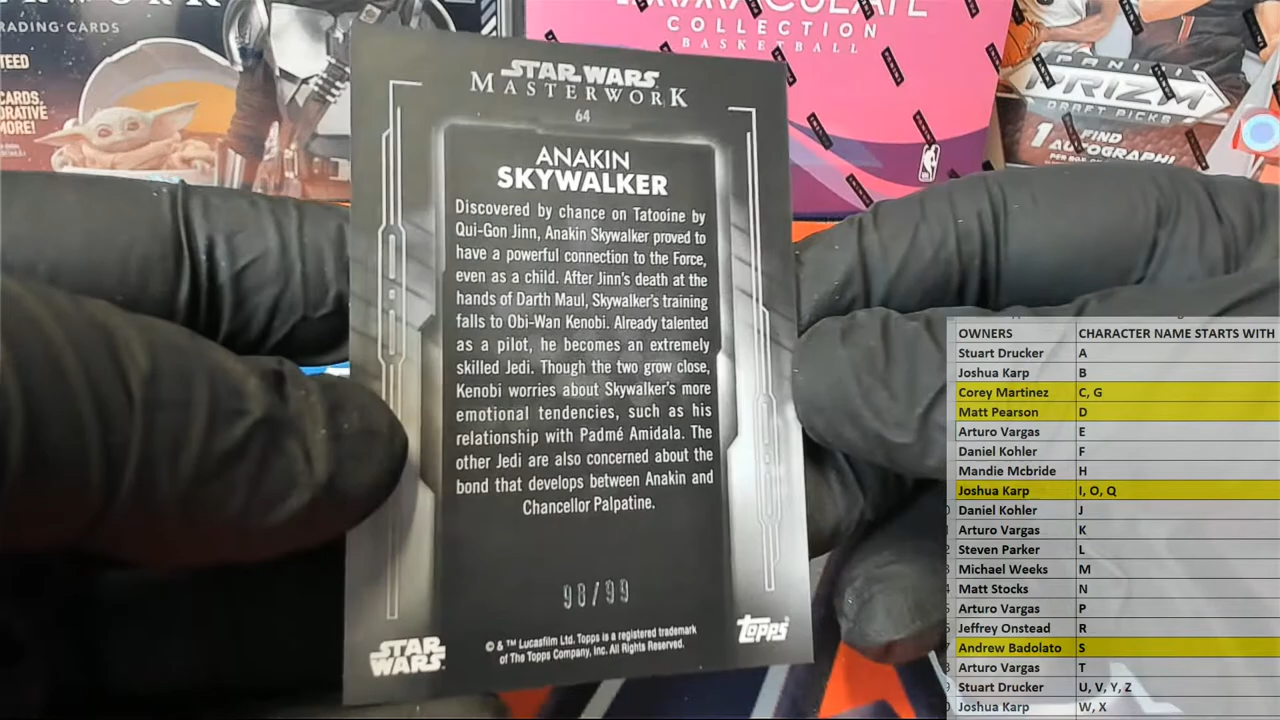 TRADING CARDS
COLLECTION
BASKETBALL
PANINI
PRIZM
DRAFT PICKS
1 FIND
AUTOGRAPH!
STAR WARS
MASTERWORK
64
ANAKIN
SKYWALKER
Discovered by chance on Tatooine by
Qui-Gon Jinn, Anakin Skywalker proved to
have a powerful connection to the Force,
even as a child. After Jinn's death at the
hands of Darth Maul, Skywalker's training
falls to Obi-Wan Kenobi. Already talented
as a pilot, he becomes an extremely
skilled Jedi. Though the two grow close,
Kenobi worries about Skywalker's more
emotional tendencies, such as his
relationship with Padmé Amidala. The
other Jedi are also concerned about the
bond that develops between Anakin and
Chancellor Palpatine.
98/99
STAR WARS
© & ™ Lucasfilm Ltd. Topps is a registered trademark
of The Topps Company, Inc. All Rights Reserved.
topps
OWNERS CHARACTER NAME STARTS WITH
Stuart Drucker A
Joshua Karp B
Corey Martinez C, G
Matt Pearson D
Arturo Vargas E
Daniel Kohler F
Mandie Mcbride H
Joshua Karp I, O, Q
Daniel Kohler J
Arturo Vargas K
Steven Parker L
Michael Weeks M
Matt Stocks N
Arturo Vargas P
Jeffrey Onstead R
Andrew Badolato S
Arturo Vargas T
Stuart Drucker U, V, Y, Z
Joshua Karp W, X